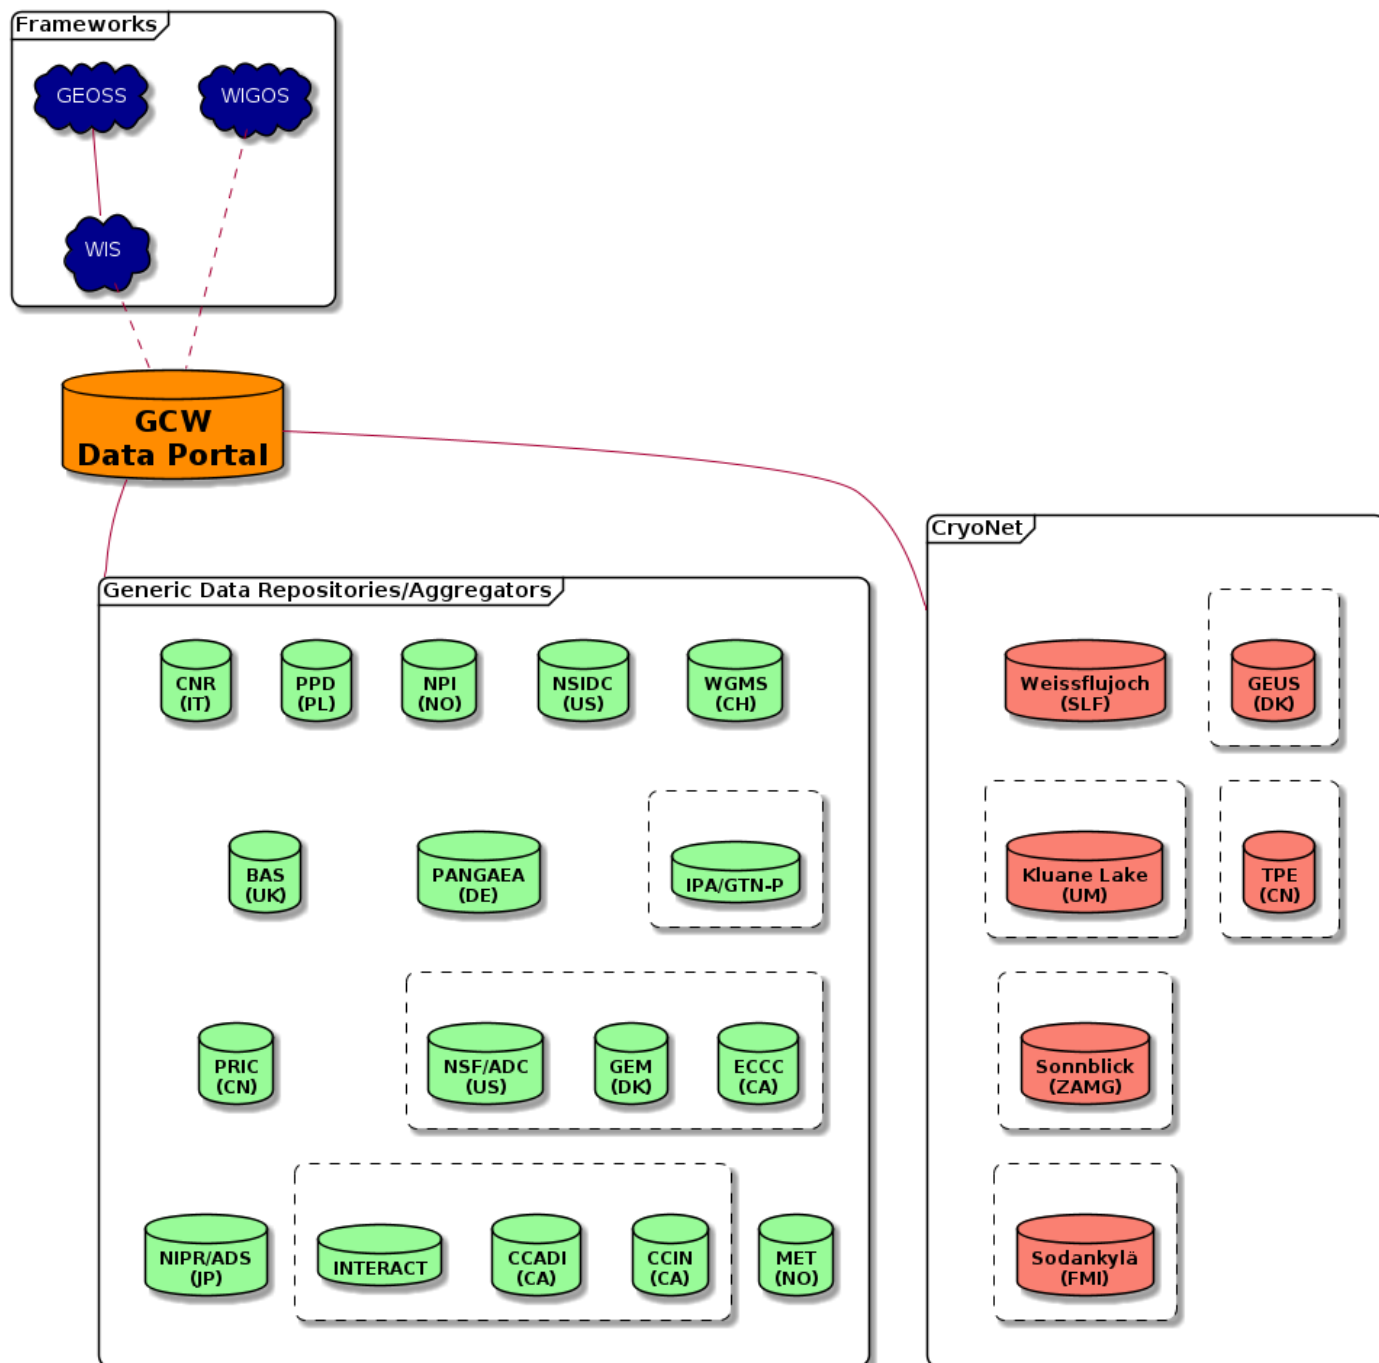 Frameworks
GEOSS
WIGOS
WIS
GCW
Data Portal
Generic Data Repositories/Aggregators
CNR
(IT)
PPD
(PL)
NPI
(NO)
NSIDC
(US)
WGMS
(CH)
BAS
(UK)
PANGAEA
(DE)
IPA/GTN-P
PRIC
(CN)
NSF/ADC
(US)
GEM
(DK)
ECCC
(CA)
NIPR/ADS
(JP)
INTERACT
CCADI
(CA)
CCIN
(CA)
MET
(NO)
CryoNet
Weissflujoch
(SLF)
GEUS
(DK)
Kluane Lake
(UM)
TPE
(CN)
Sonnblick
(ZAMG)
Sodankylä
(FMI)